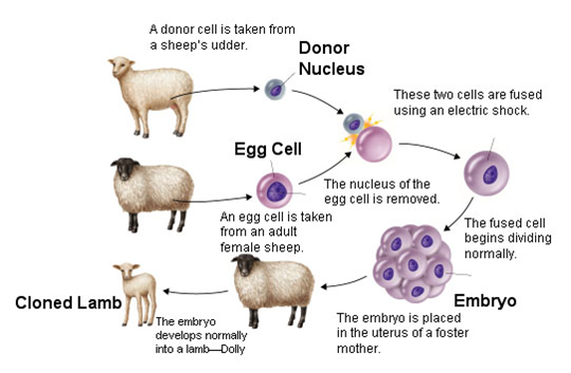 A donor cell is taken from
a sheep's udder.
Donor
Nucleus
These two cells are fused
using an electric shock.
Egg Cell
The nucleus of the
egg cell is removed.
An egg cell is taken
from an adult
female sheep.
The fused cell
begins dividing
normally.
Embryo
The embryo is placed
in the uterus of a foster
mother.
Cloned Lamb
The embryo
develops normally
into a lamb—Dolly